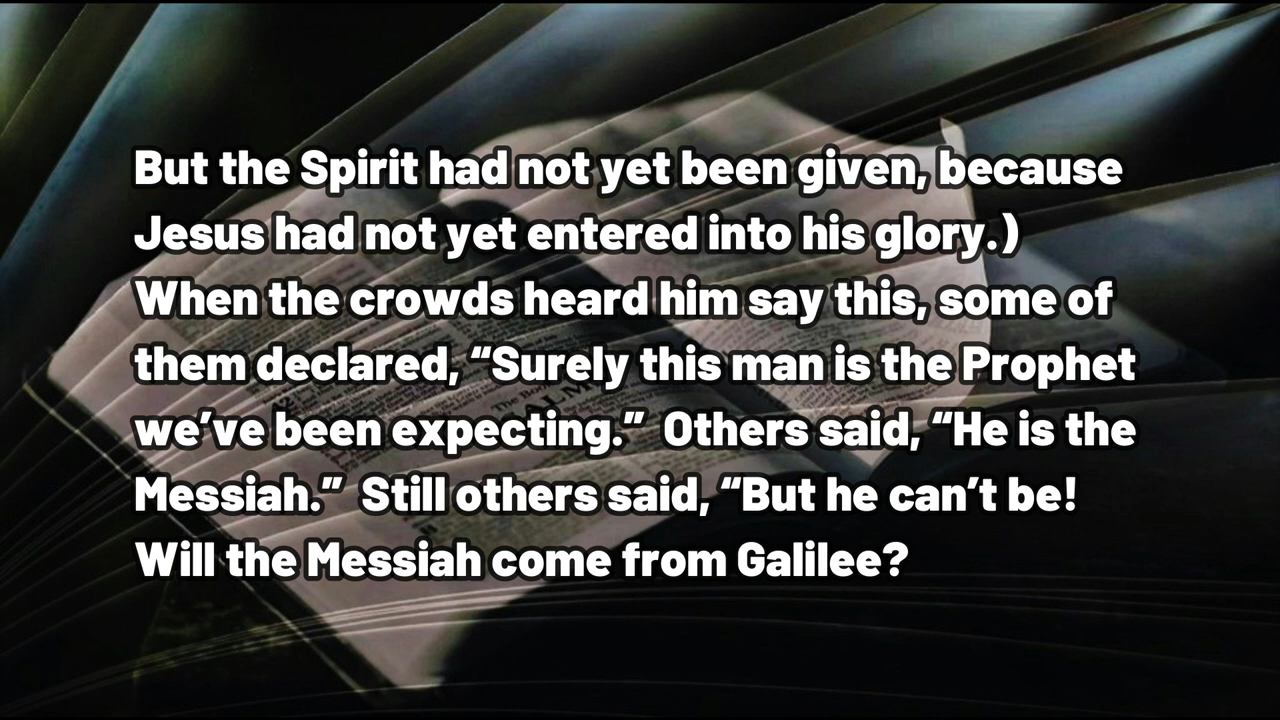 But the Spirit had not yet been given, because
Jesus had not yet entered into his glory.)
When the crowds heard him say this, some of
them declared, “Surely this man is the Prophet
we’ve been expecting.”  Others said, “He is the
Messiah.”  Still others said, “But he can’t be!
Will the Messiah come from Galilee?